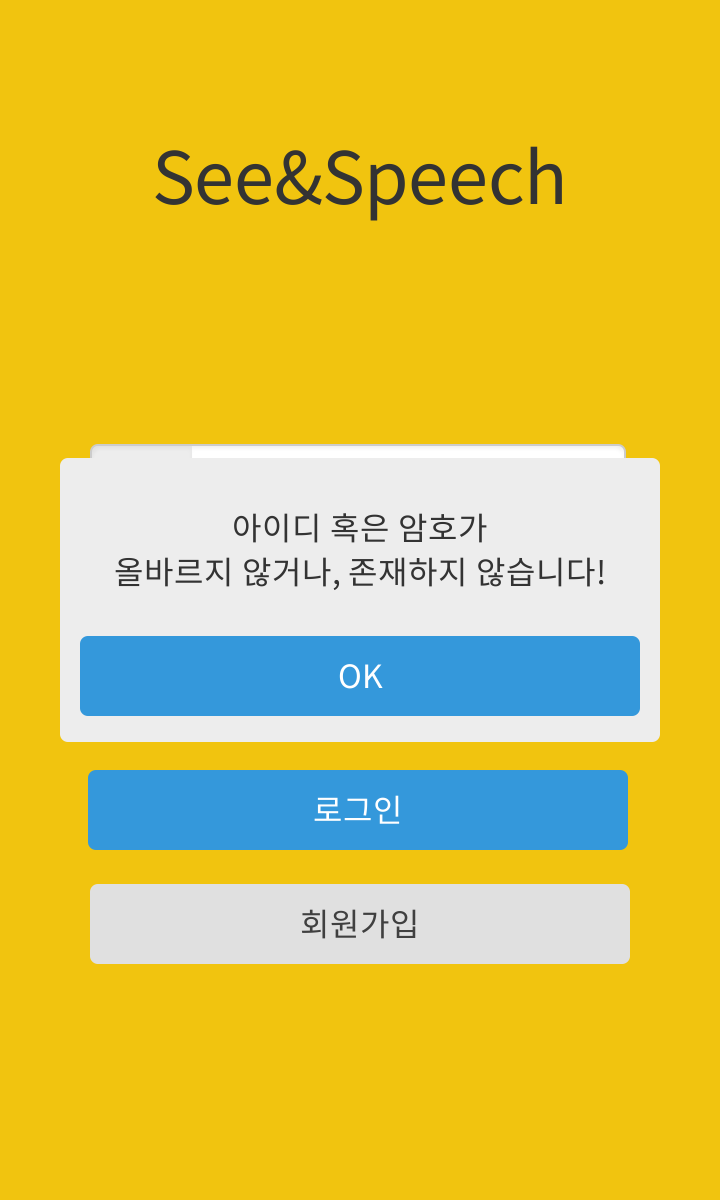 See&Speech
아이디 혹은 암호가
올바르지 않거나, 존재하지 않습니다!
OK
로그인
회원가입